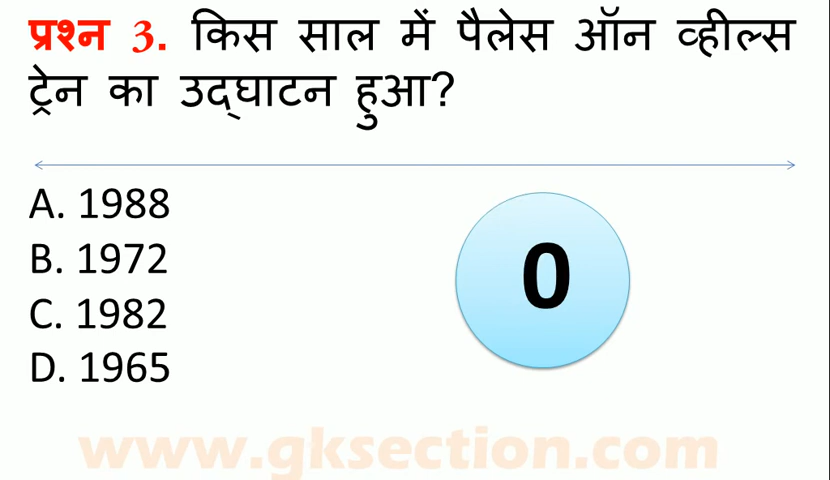 प्रश्न 3. किस साल में पैलेस ऑन व्हील्स
ट्रेन का उद्घाटन हुआ?
A. 1988
B. 1972
C. 1982
D. 1965
0
www.gksection.com